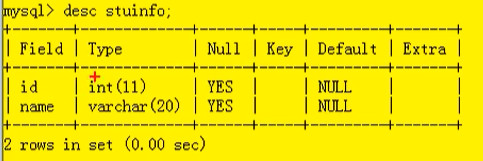 mysql> desc stuinfo;
+-------+-------------+------+-----+---------+-------+
| Field | Type        | Null | Key | Default | Extra |
+-------+-------------+------+-----+---------+-------+
| id    | int(11)     | YES  |     | NULL    |       |
| name  | varchar(20) | YES  |     | NULL    |       |
+-------+-------------+------+-----+---------+-------+
2 rows in set (0.00 sec)